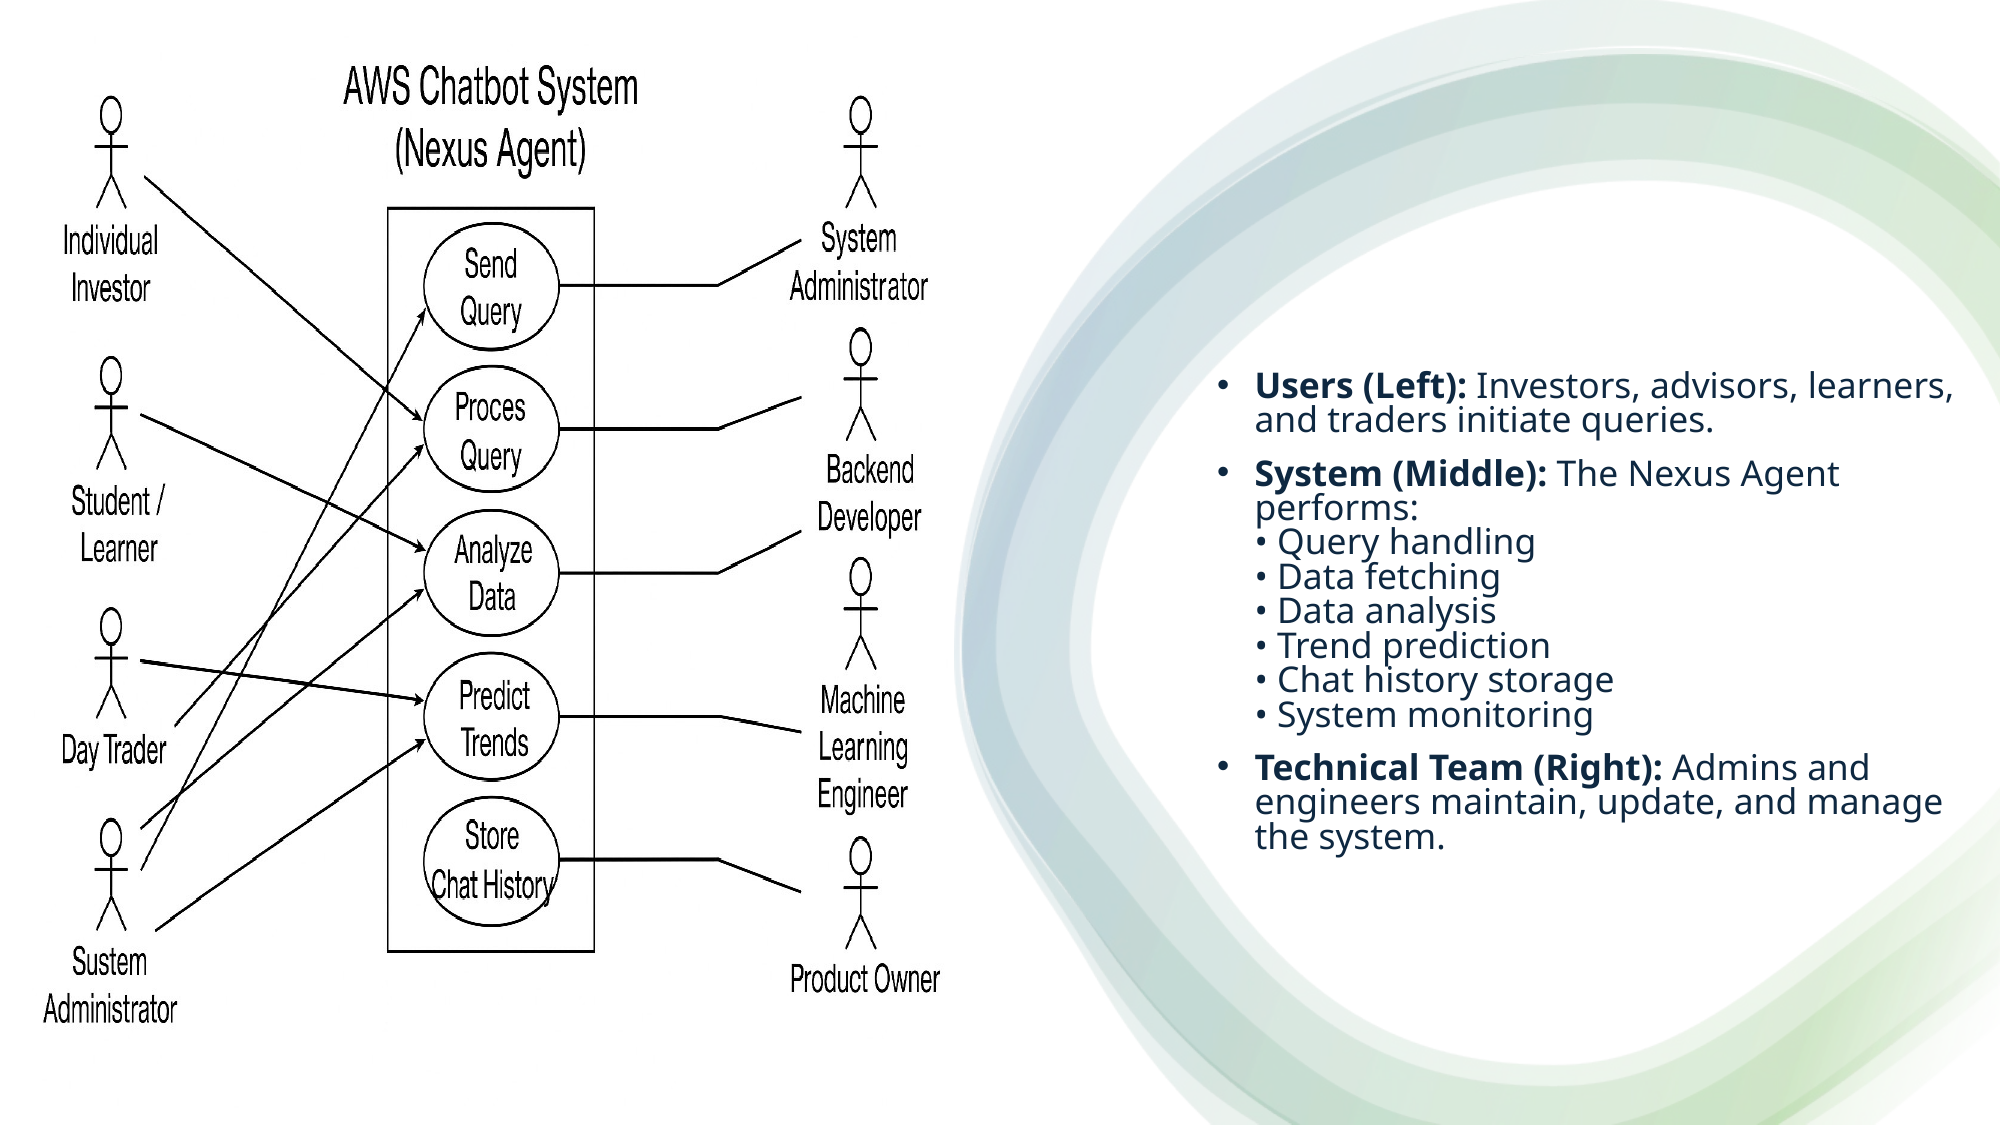 AWS Chatbot System
(Nexus Agent)
Individual
Investor
Student /
Learner
Day Trader
Sustem
Administrator
Send
Query
Proces
Query
Analyze
Data
Predict
Trends
Store
Chat History
System
Administrator
Backend
Developer
Machine
Learning
Engineer
Product Owner
• Users (Left): Investors, advisors, learners,
and traders initiate queries.
• System (Middle): The Nexus Agent
performs:
• Query handling
• Data fetching
• Data analysis
• Trend prediction
• Chat history storage
• System monitoring
• Technical Team (Right): Admins and
engineers maintain, update, and manage
the system.